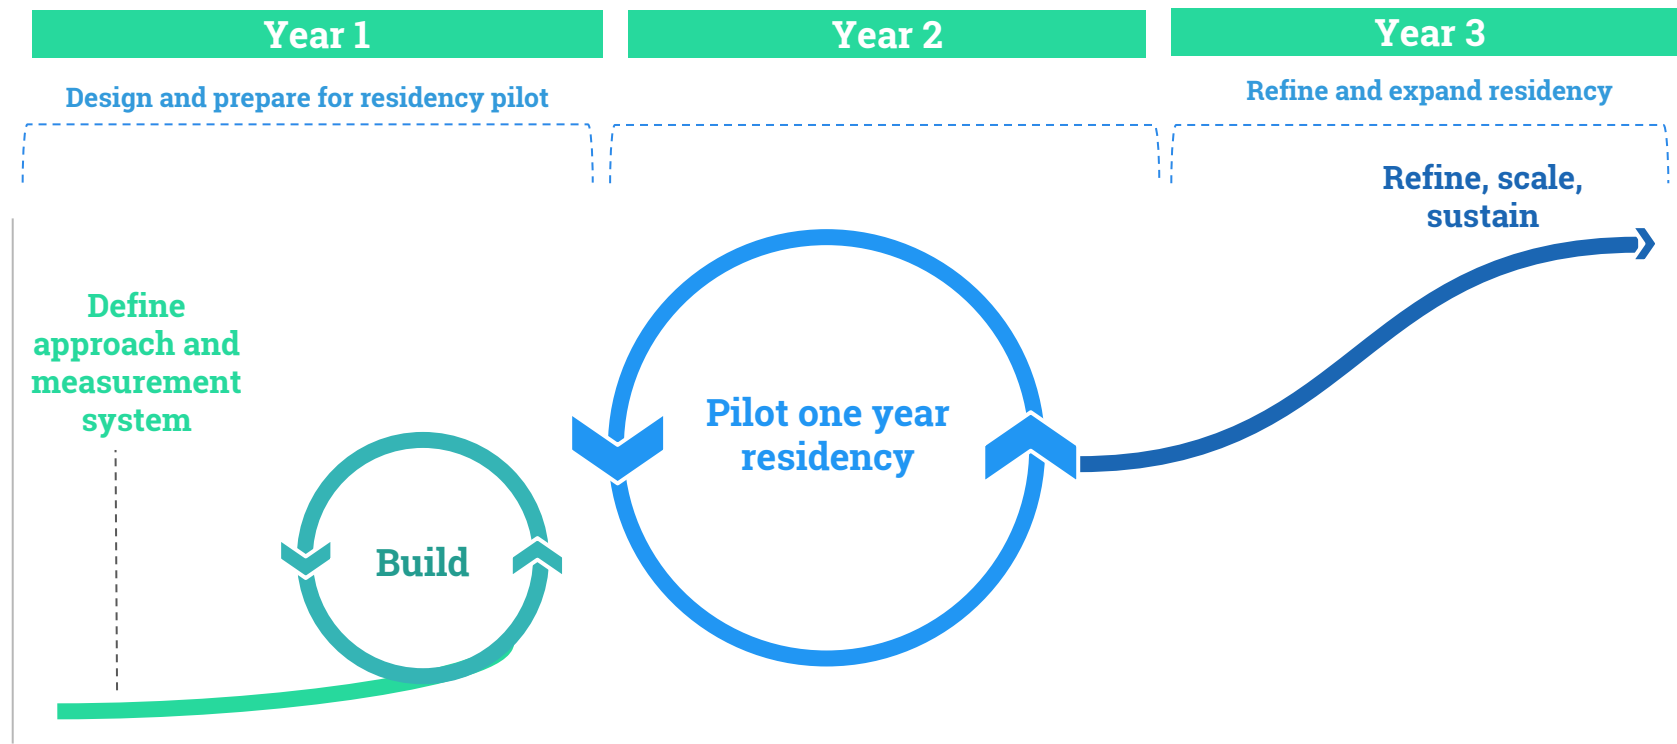 Year 1
Year 2
Year 3
Design and prepare for residency pilot
Refine and expand residency
Refine, scale,
sustain
Define
approach and
measurement
system
Pilot one year
residency
Build